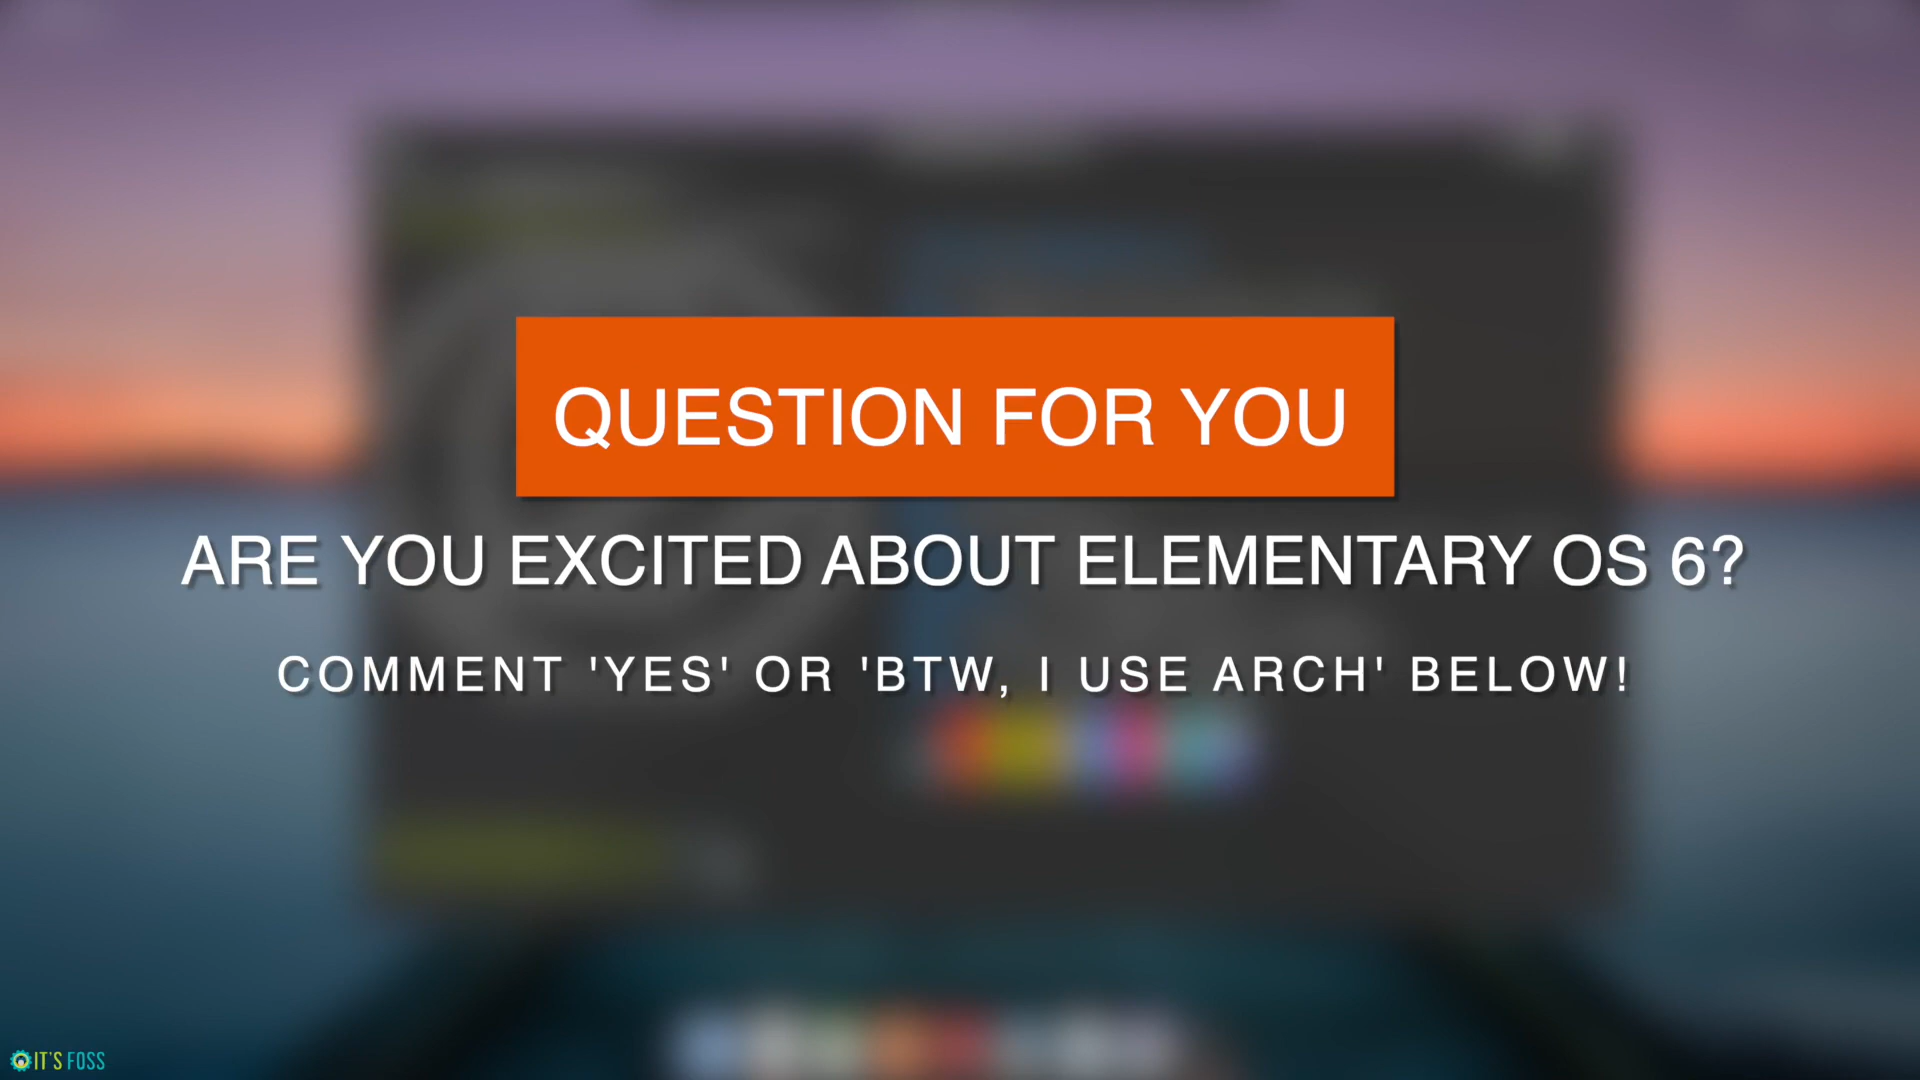 QUESTION FOR YOU
ARE YOU EXCITED ABOUT ELEMENTARY OS 6?
COMMENT 'YES' OR 'BTW, I USE ARCH' BELOW!
IT'S FOSS